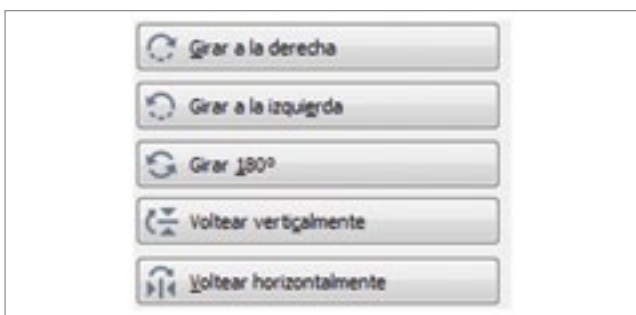 Girar a la derecha
Girar a la izquierda
Girar 180º
Voltear verticalmente
Voltear horizontalmente